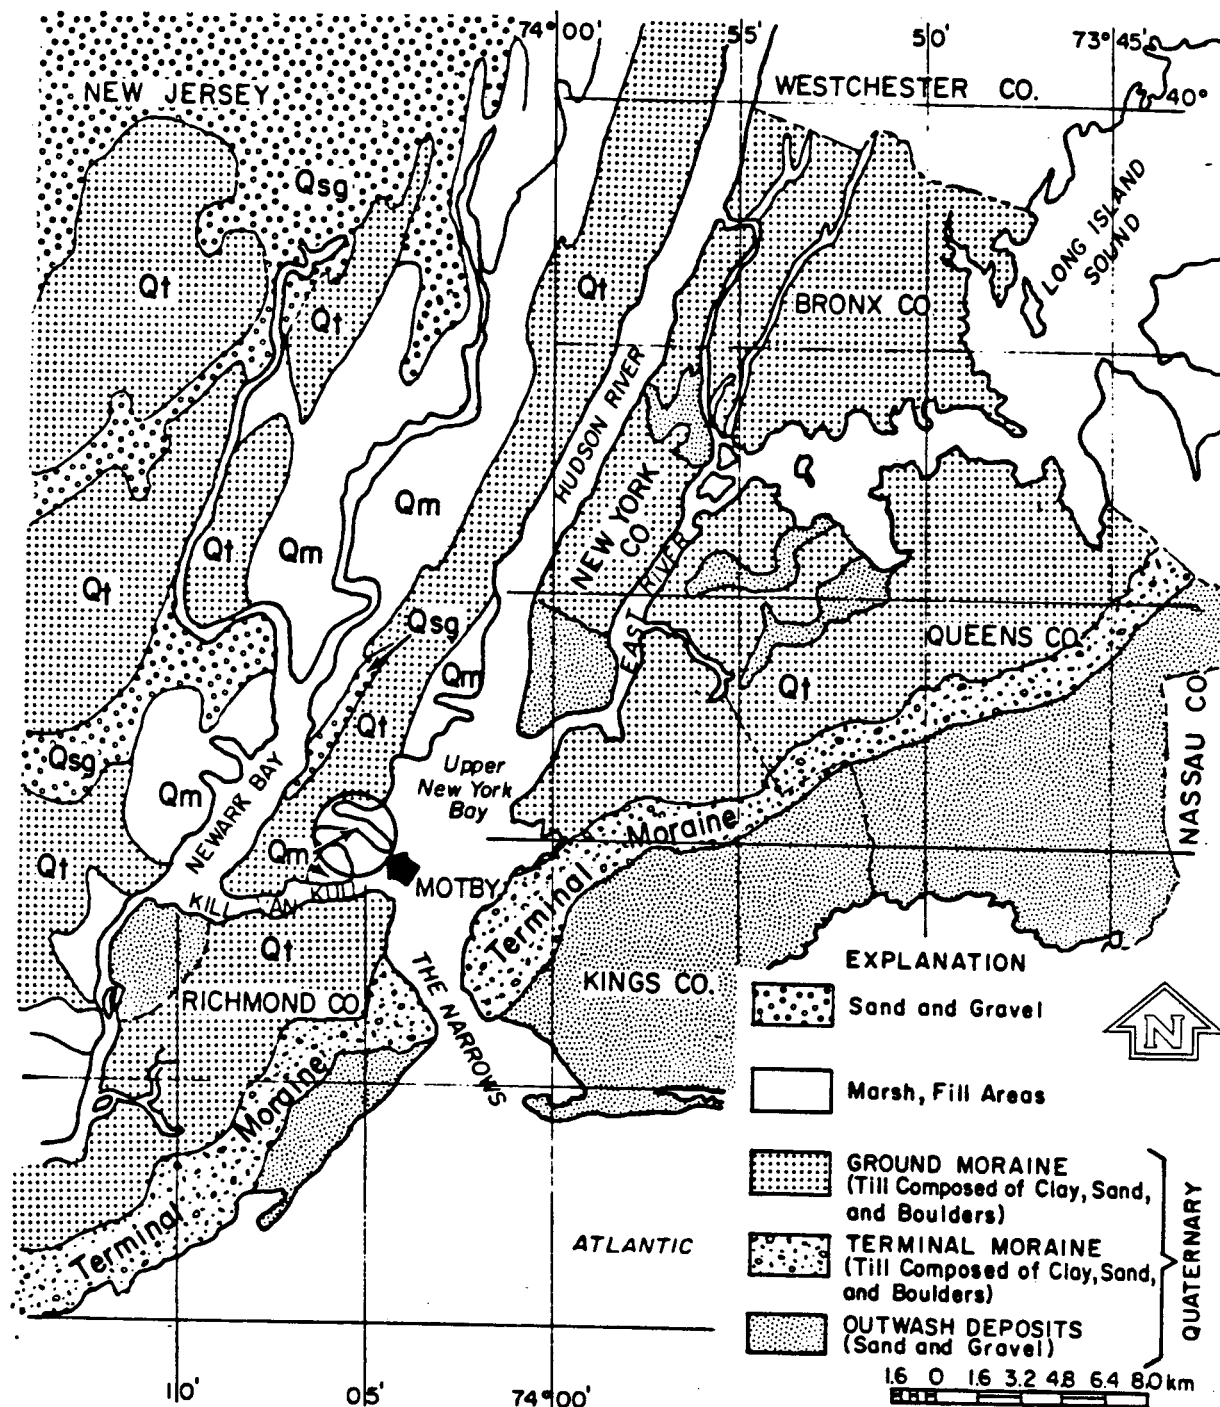 74°00'
55'
50'
73°45'
NEW JERSEY
WESTCHESTER CO.
40°
Qsg
LONG ISLAND
SOUND
Qt
Qt
Qt
BRONX CO
HUDSON RIVER
Qm
NEW YORK
CO
Qt
Qm
Qt
EAST RIVER
Qsg
QUEENS CO.
Qm
Qt
Qt
NASSAU CO.
Qsg
Upper
New York
Bay
Qm
NEWARK BAY
Terminal Moraine
Qm
Qt
MOTBY
KILL VAN KULL
Qt
RICHMOND CO.
THE NARROWS
KINGS CO.
Terminal Moraine
ATLANTIC
EXPLANATION
Sand and Gravel
N
Marsh, Fill Areas
GROUND MORAINE
(Till Composed of Clay, Sand,
and Boulders)
TERMINAL MORAINE
(Till Composed of Clay, Sand,
and Boulders)
OUTWASH DEPOSITS
(Sand and Gravel)
QUATERNARY
1.6 0 1.6 3.2 4.8 6.4 8.0 km
10'
05'
74°00'